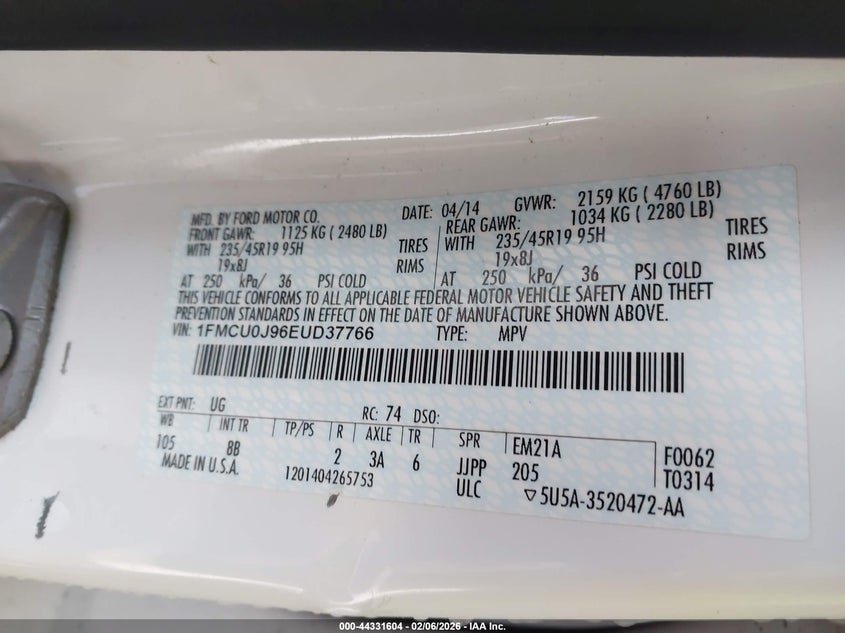 MFD. BY FORD MOTOR CO. DATE: 04/14 GVWR: 2159 KG ( 4760 LB)
FRONT GAWR: 1125 KG ( 2480 LB) REAR GAWR: 1034 KG ( 2280 LB)
WITH 235/45R19 95H TIRES WITH 235/45R19 95H TIRES
19x8J RIMS 19x8J RIMS
AT 250 kPa/ 36 PSI COLD AT 250 kPa/ 36 PSI COLD
THIS VEHICLE CONFORMS TO ALL APPLICABLE FEDERAL MOTOR VEHICLE SAFETY AND THEFT
PREVENTION STANDARDS IN EFFECT ON THE DATE OF MANUFACTURE SHOWN ABOVE.
VIN: 1FMCU0J96EUD37766 TYPE: MPV
EXT PNT: UG RC: 74 DSO:
WB INT TR TP/PS R AXLE TR SPR EM21A F0062
105 8B 2 3A 6 JJPP 205 T0314
MADE IN U.S.A. 1201404265753 ULC ▽5U5A-3520472-AA
000-44331604 - 02/06/2026 - IAA Inc.